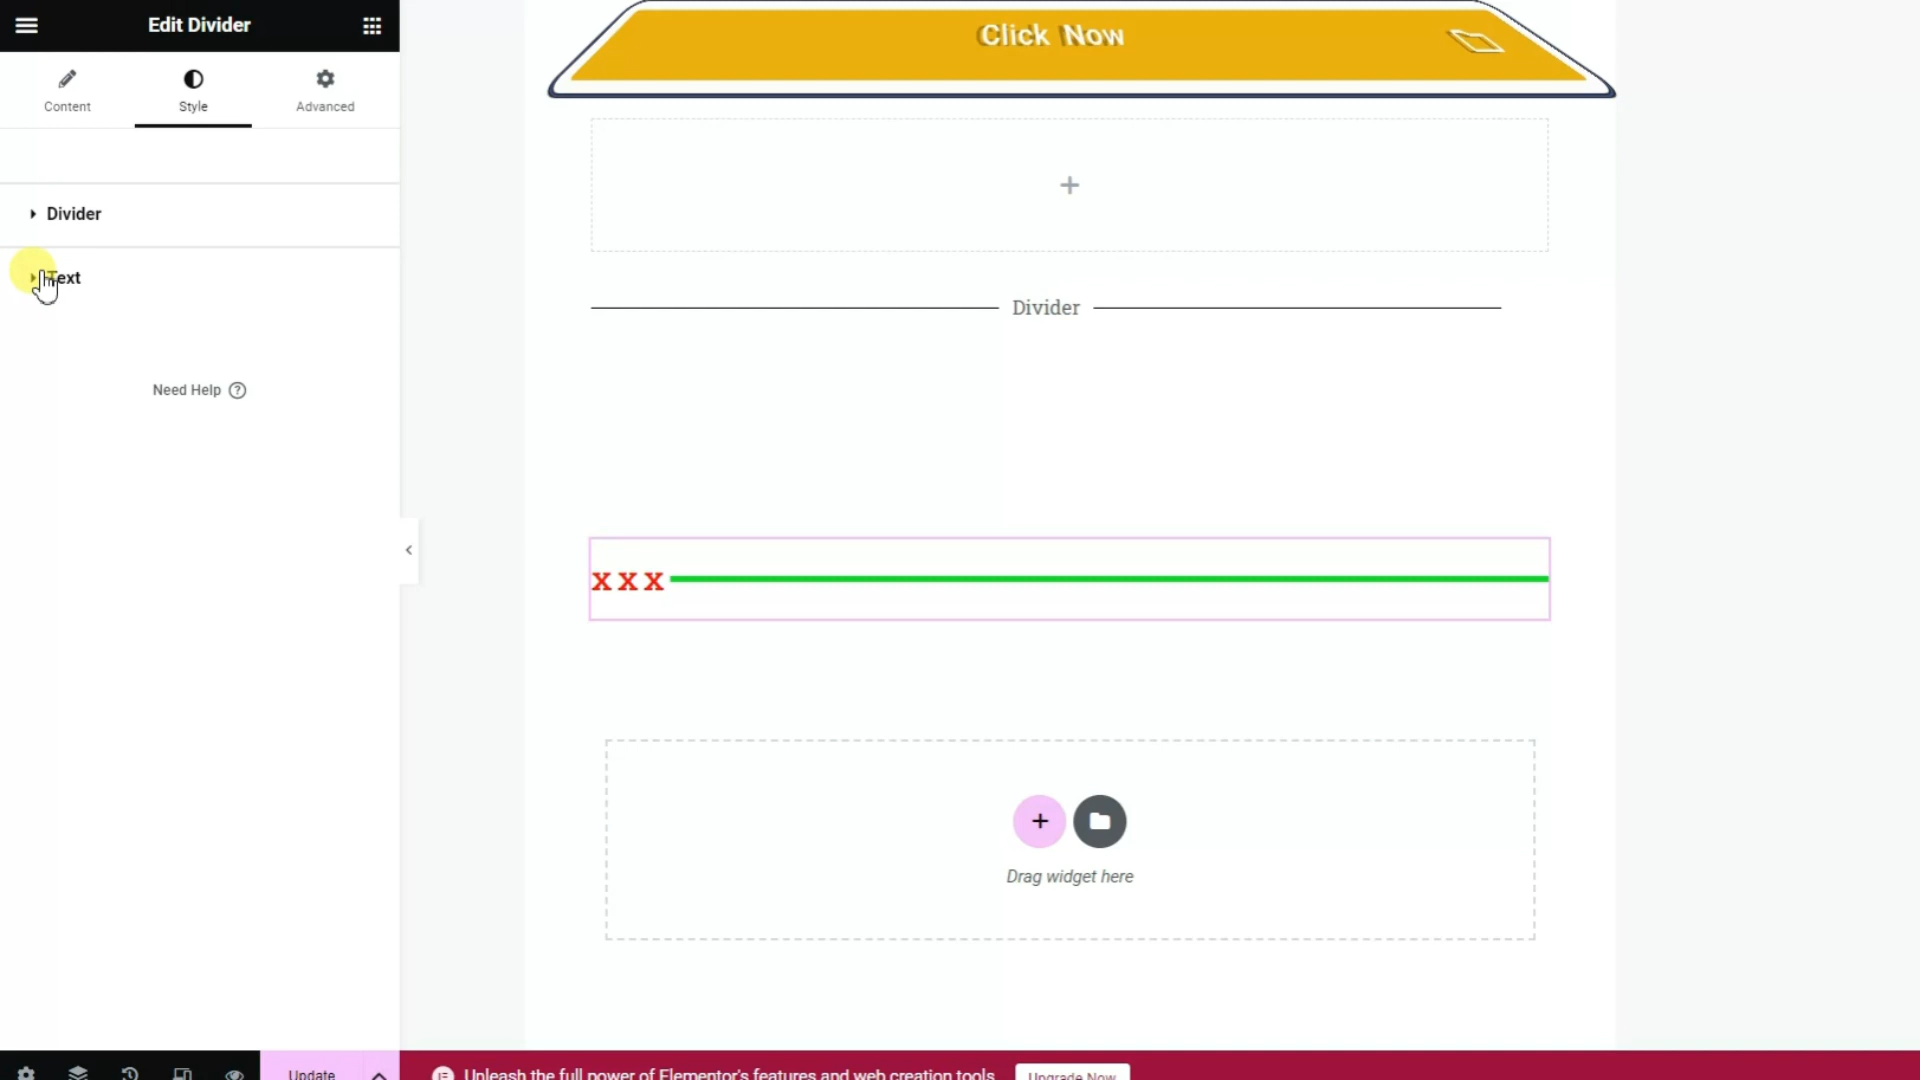 Edit Divider
Content
Style
Advanced
Divider
Text
Need Help
Click Now
Divider
x x x
Drag widget here
Update
Unleash the full power of Elementor's features and web creation tools.
Upgrade Now